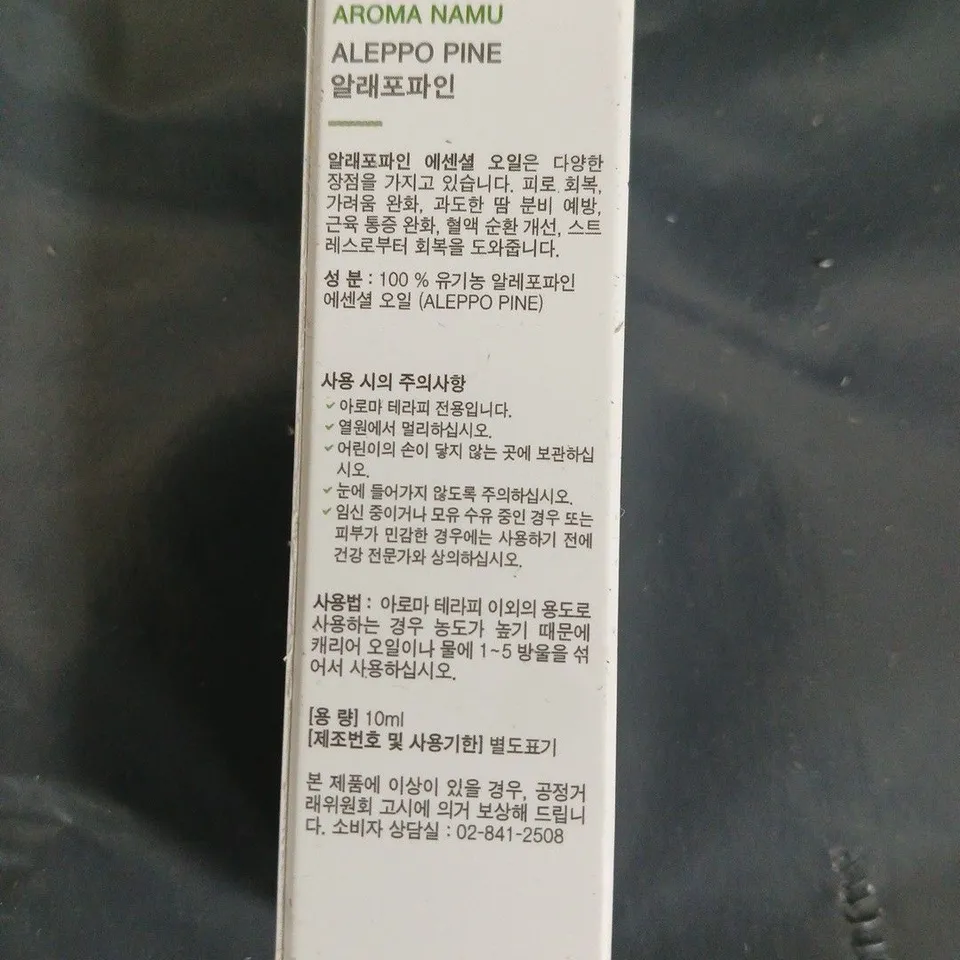 AROMA NAMU
ALEPPO PINE
알래포파인
알래포파인 에센셜 오일은 다양한
장점을 가지고 있습니다. 피로 회복,
가려움 완화, 과도한 땀 분비 예방,
근육 통증 완화, 혈액 순환 개선, 스트
레스로부터 회복을 도와줍니다.
성 분 : 100 % 유기농 알레포파인
에센셜 오일 (ALEPPO PINE)
사용 시의 주의사항
✓아로마 테라피 전용입니다.
✓열원에서 멀리하십시오.
✓어린이의 손이 닿지 않는 곳에 보관하십
시오.
✓눈에 들어가지 않도록 주의하십시오.
✓임신 중이거나 모유 수유 중인 경우 또는
피부가 민감한 경우에는 사용하기 전에
건강 전문가와 상의하십시오.
사용법 : 아로마 테라피 이외의 용도로
사용하는 경우 농도가 높기 때문에
캐리어 오일이나 물에 1~5 방울을 섞
어서 사용하십시오.
[용 량] 10ml
[제조번호 및 사용기한] 별도표기
본 제품에 이상이 있을 경우, 공정거
래위원회 고시에 의거 보상해 드립니
다. 소비자 상담실 : 02-841-2508